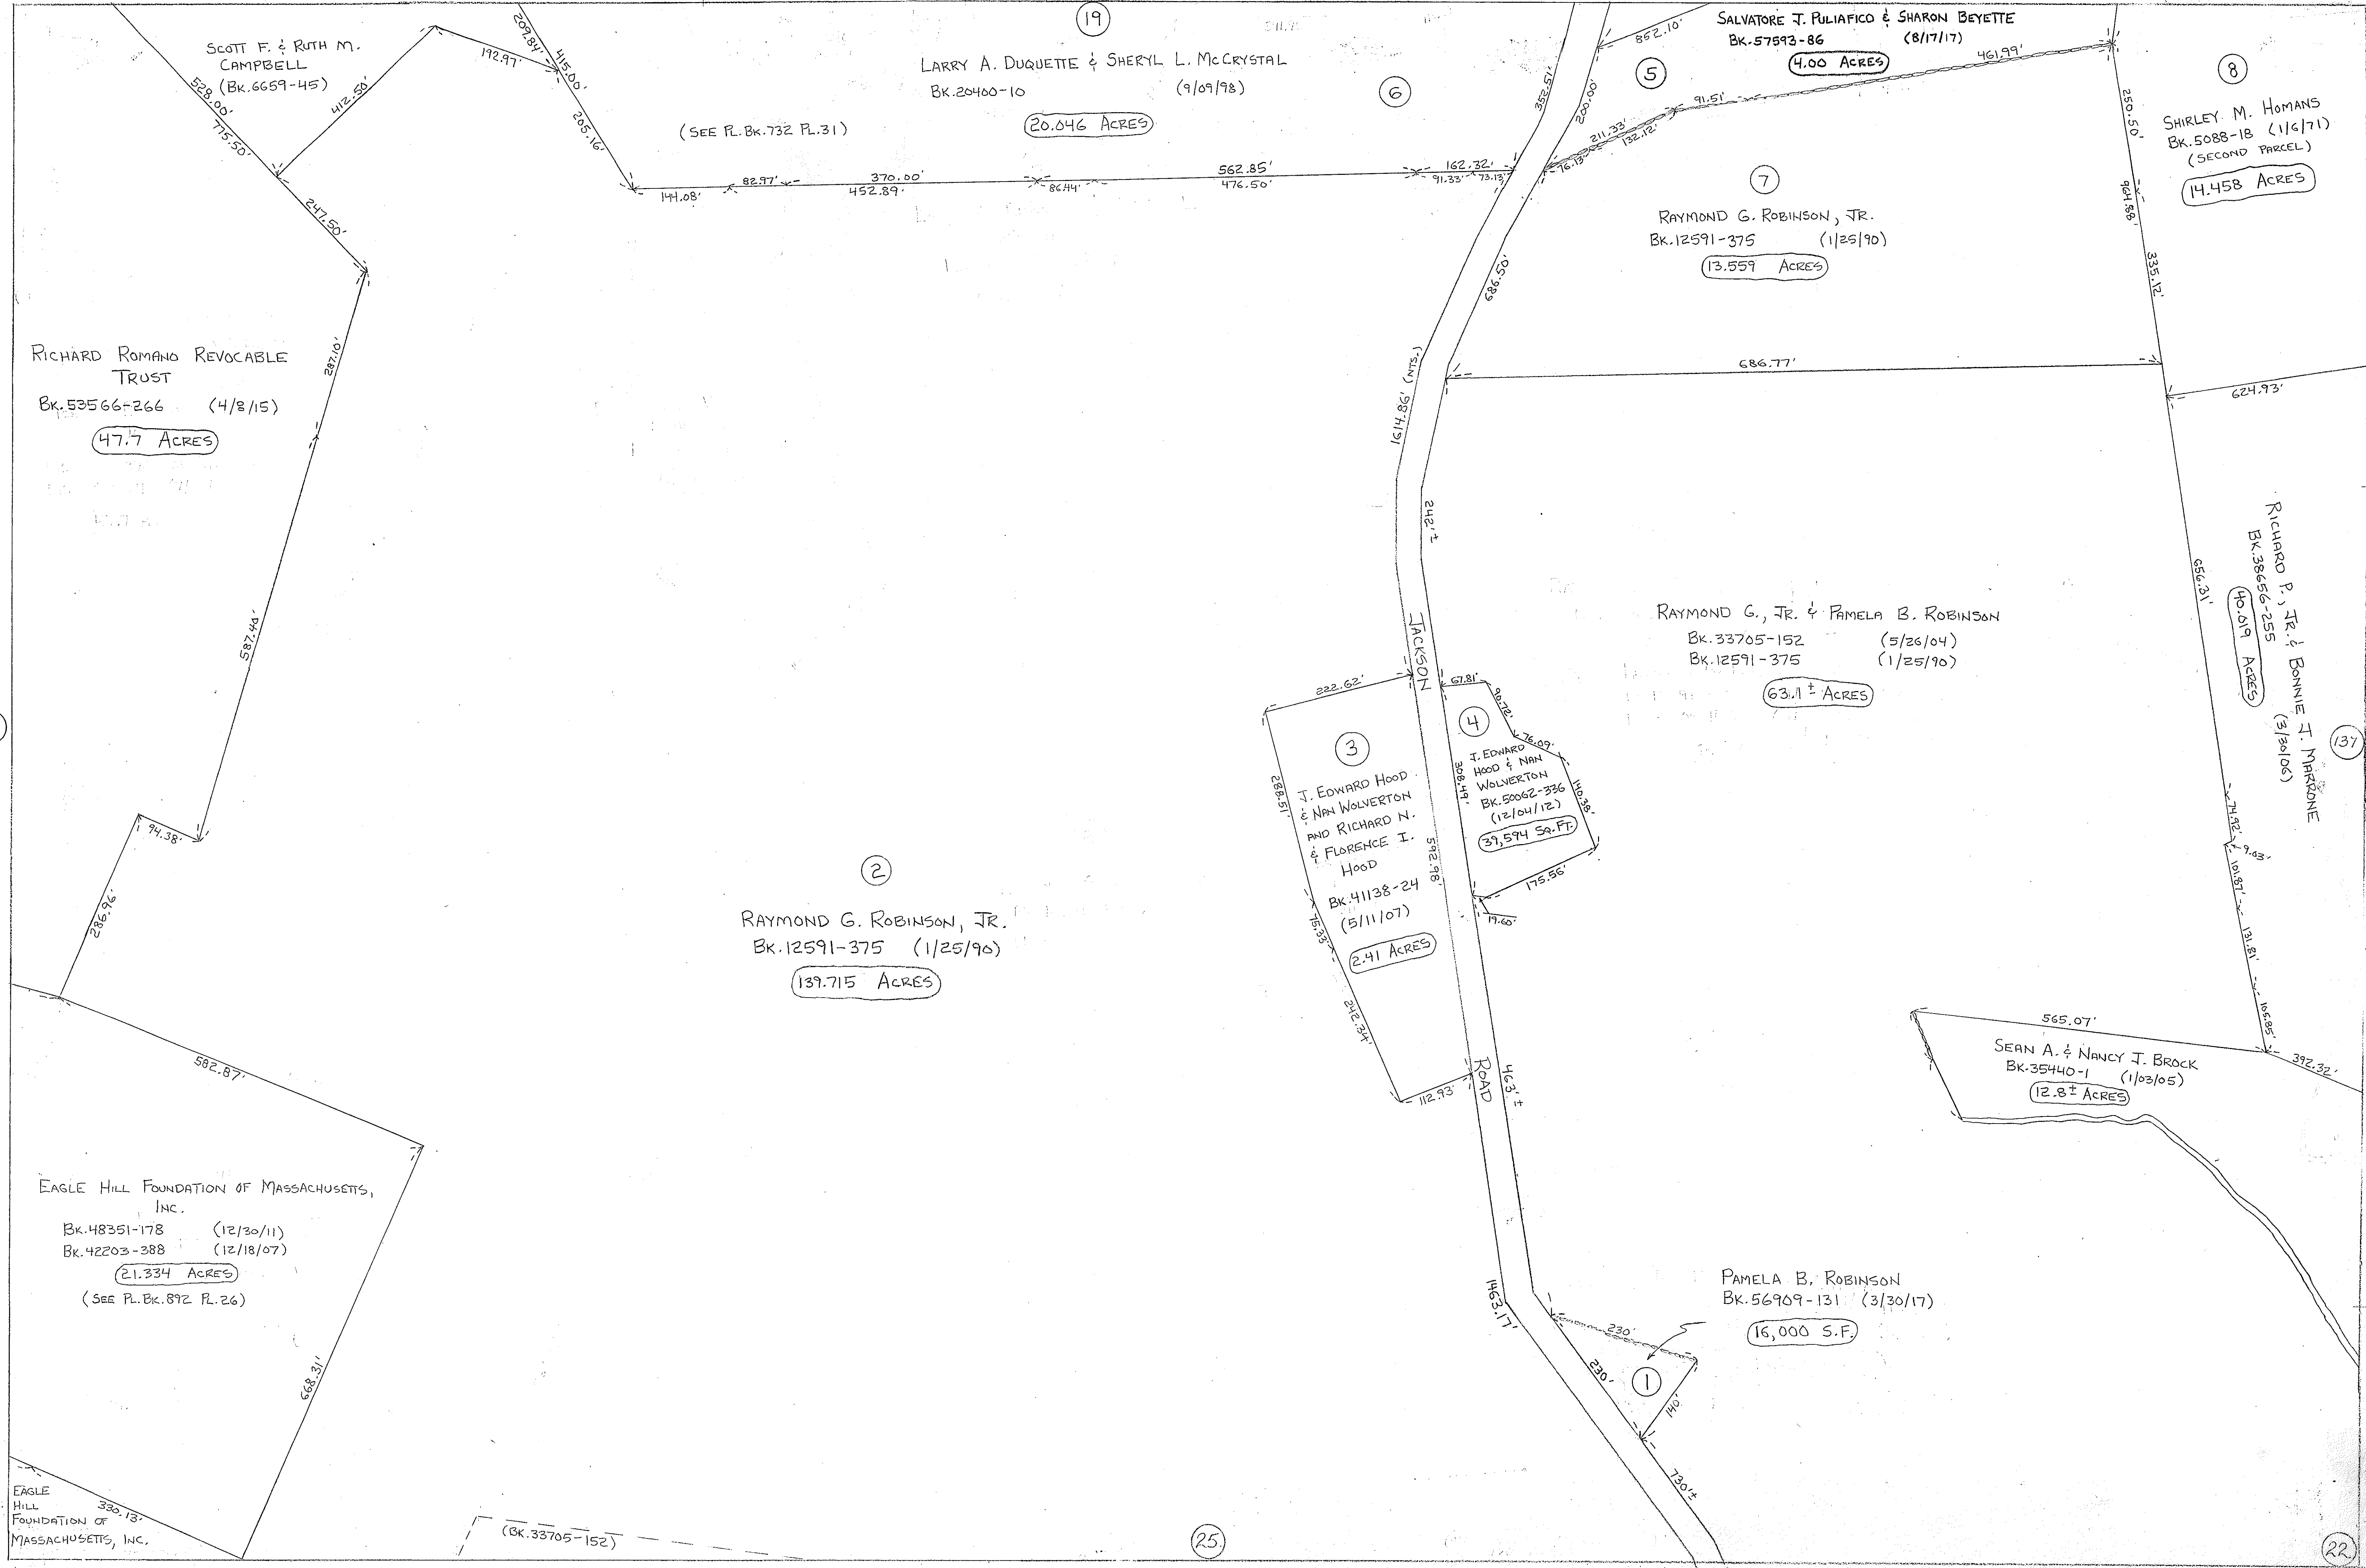 SCOTT F. & RUTH M.
CAMPBELL
(BK.6659-45)
528.00'
775.50'
412.50'
192.97'
247.50'
209.84'
415.00'
205.16'
19
LARRY A. DUQUETTE & SHERYL L. MCCRYSTAL
BK.20400-10 (9/09/98)
6
20.046 ACRES
(SEE PL.BK.732 PL.31)
144.08'
82.97'
370.00'
452.89'
86.44'
562.85'
476.50'
162.32'
91.33'
73.13'
352.51'
200.00'
862.10'
SALVATORE J. PULIAFICO & SHARON BEYETTE
BK.57593-86 (8/17/17)
4.00 ACRES
5
461.99'
91.51'
211.33'
132.12'
76.13'
8
SHIRLEY M. HOMANS
BK.5088-18 (1/6/71)
(SECOND PARCEL)
14.458 ACRES
250.50'
964.88'
335.12'
7
RAYMOND G. ROBINSON, JR.
BK.12591-375 (1/25/90)
13.559 ACRES
686.50'
686.77'
624.93'
RICHARD ROMANO REVOCABLE
TRUST
BK.53566-266 (4/8/15)
47.7 ACRES
287.10'
587.40'
94.38'
286.96'
1614.86' (NTS.)
242'±
JACKSON
ROAD
RAYMOND G., JR. & PAMELA B. ROBINSON
BK.33705-152 (5/26/04)
BK.12591-375 (1/25/90)
63.1± ACRES
656.31'
RICHARD P., JR. & BONNIE J. MARONE
BK.38656-255 (3/30/06)
40.019 ACRES
137
74.92'
9.03'
101.87'
131.81'
105.85'
222.62'
3
J. EDWARD HOOD
& NAN WOLVERTON
AND RICHARD N.
& FLORENCE I.
HOOD
BK.41138-24
(5/11/07)
2.41 ACRES
288.51'
75.33'
242.34'
112.93'
592.98'
67.81'
90.72'
76.09'
140.38'
175.56'
19.60'
308.49'
4
J. EDWARD
HOOD & NAN
WOLVERTON
BK.50062-336
(12/04/12)
39,594 SQ.FT.
2
RAYMOND G. ROBINSON, JR.
BK.12591-375 (1/25/90)
139.715 ACRES
463'±
565.07'
SEAN A. & NANCY J. BROCK
BK.35440-1 (1/03/05)
12.8± ACRES
392.32'
582.87'
EAGLE HILL FOUNDATION OF MASSACHUSETTS,
INC.
BK.48351-178 (12/30/11)
BK.42203-388 (12/18/07)
21.334 ACRES
(SEE PL.BK.892 PL.26)
668.31'
1463.17'
PAMELA B. ROBINSON
BK.56909-131 (3/30/17)
16,000 S.F.
230'
230'
1
140'
730'±
EAGLE
HILL
FOUNDATION OF
MASSACHUSETTS, INC.
330.13'
(BK.33705-152)
25
22